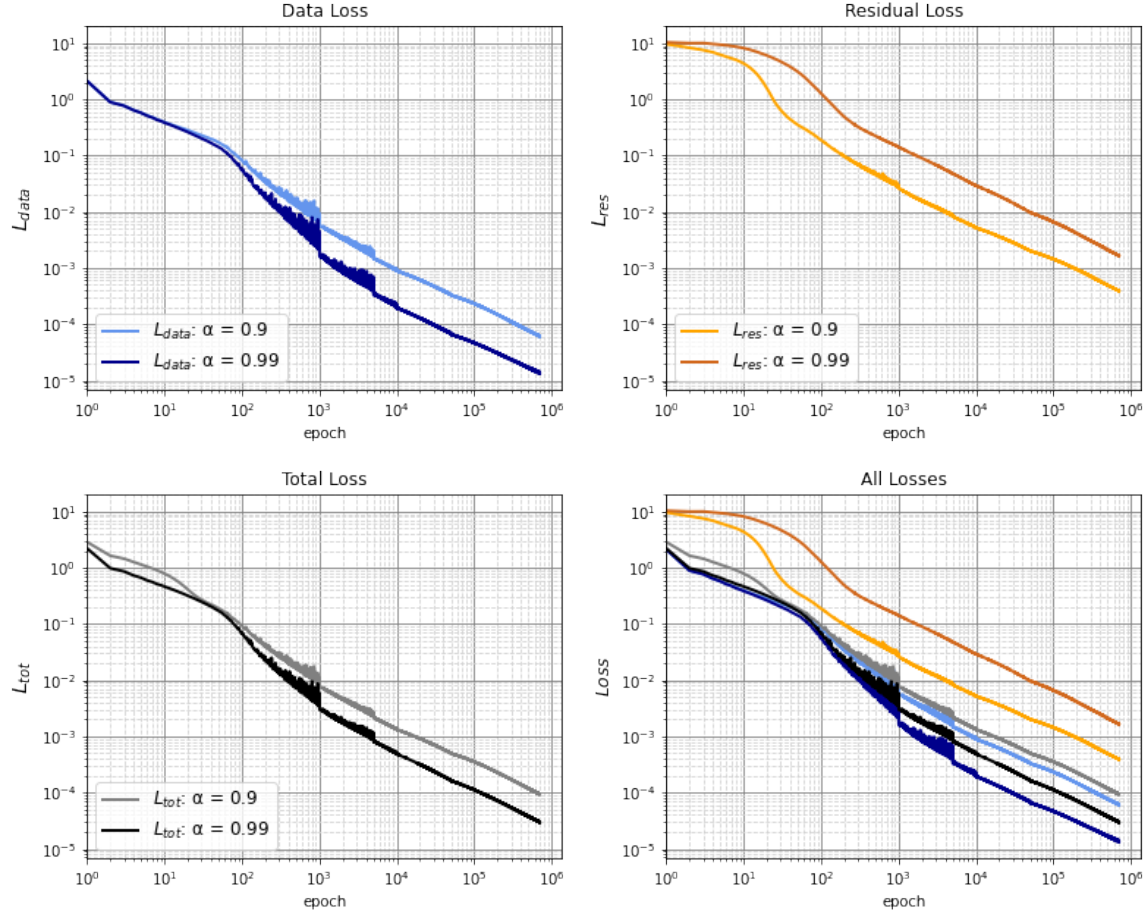 Data Loss
10¹
10⁰
10⁻¹
10⁻²
10⁻³
10⁻⁴
10⁻⁵
L_data
L_data: α = 0.9
L_data: α = 0.99
10⁰ 10¹ 10² 10³ 10⁴ 10⁵ 10⁶
epoch
Residual Loss
10¹
10⁰
10⁻¹
10⁻²
10⁻³
10⁻⁴
10⁻⁵
L_res
L_res: α = 0.9
L_res: α = 0.99
10⁰ 10¹ 10² 10³ 10⁴ 10⁵ 10⁶
epoch
Total Loss
10¹
10⁰
10⁻¹
10⁻²
10⁻³
10⁻⁴
10⁻⁵
L_tot
L_tot: α = 0.9
L_tot: α = 0.99
10⁰ 10¹ 10² 10³ 10⁴ 10⁵ 10⁶
epoch
All Losses
10¹
10⁰
10⁻¹
10⁻²
10⁻³
10⁻⁴
10⁻⁵
Loss
10⁰ 10¹ 10² 10³ 10⁴ 10⁵ 10⁶
epoch